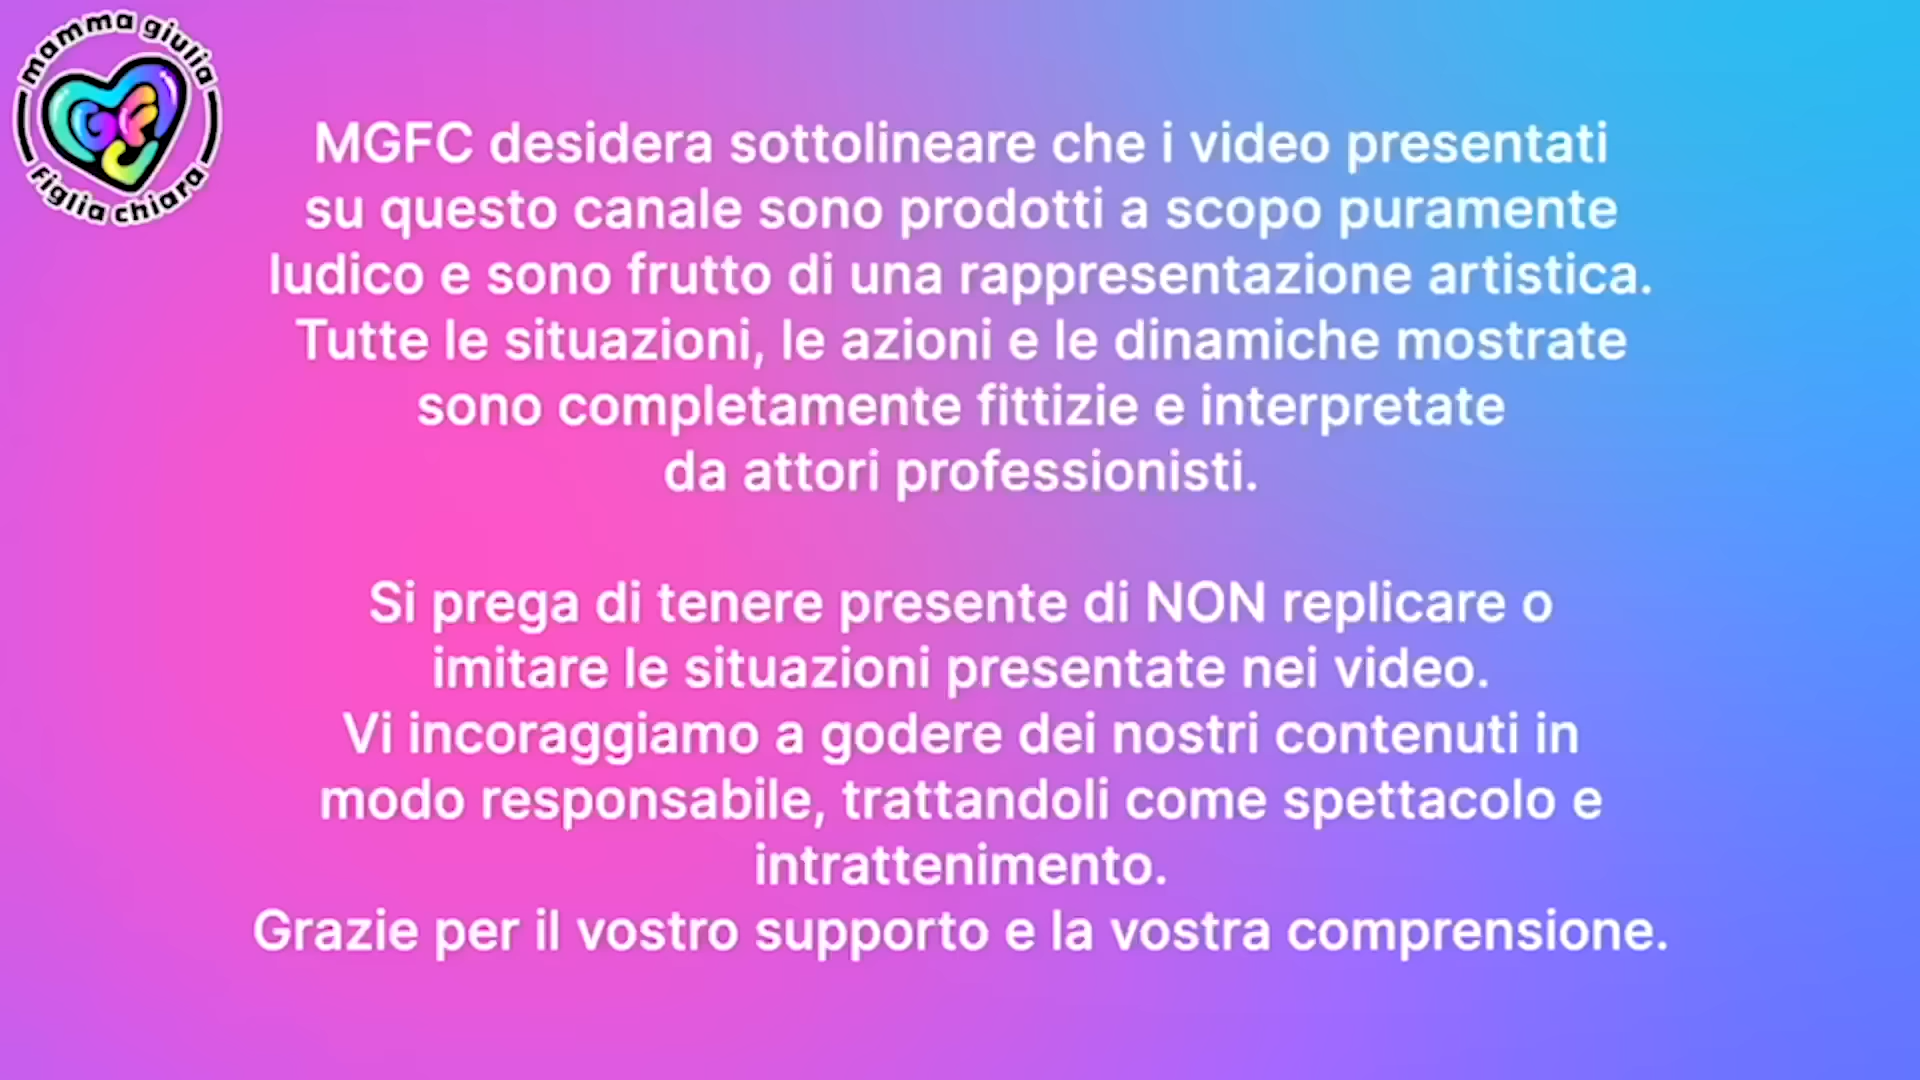 mamma giulia
figlia chiara
MGFC desidera sottolineare che i video presentati
su questo canale sono prodotti a scopo puramente
ludico e sono frutto di una rappresentazione artistica.
Tutte le situazioni, le azioni e le dinamiche mostrate
sono completamente fittizie e interpretate
da attori professionisti.
Si prega di tenere presente di NON replicare o
imitare le situazioni presentate nei video.
Vi incoraggiamo a godere dei nostri contenuti in
modo responsabile, trattandoli come spettacolo e
intrattenimento.
Grazie per il vostro supporto e la vostra comprensione.